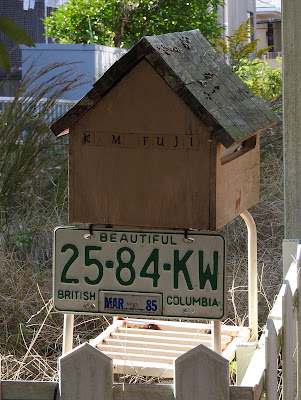 K M FUJI
BEAUTIFUL
25·84·KW
BRITISH MAR 85 COLUMBIA